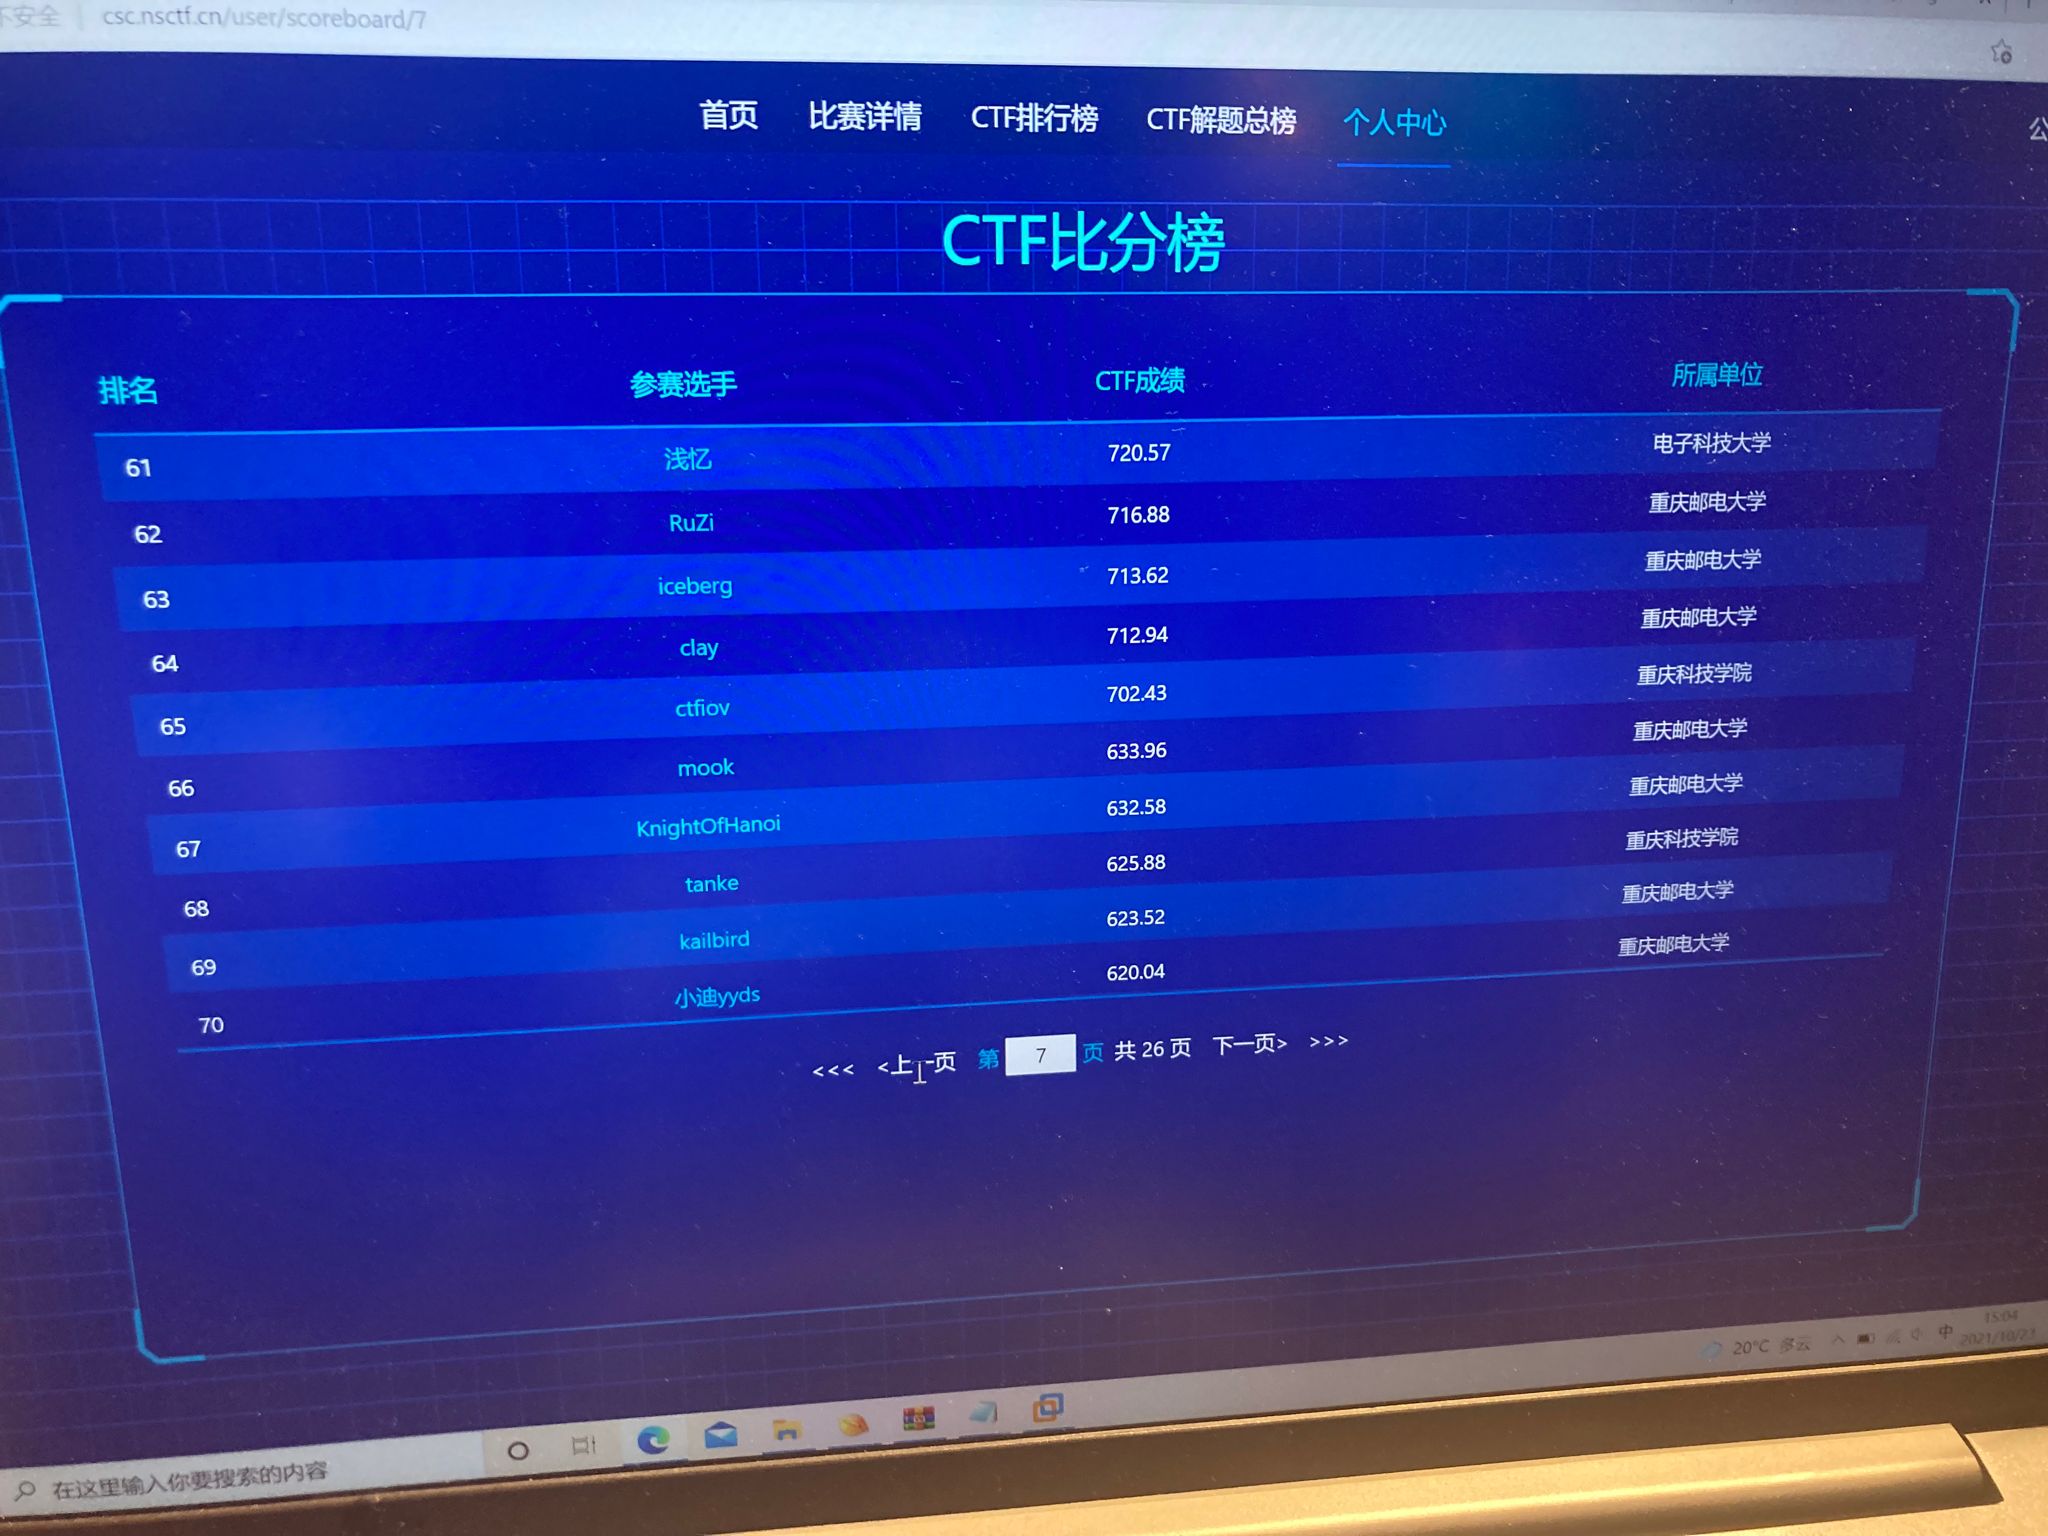 不安全 csc.nsctf.cn/user/scoreboard/7
首页 比赛详情 CTF排行榜 CTF解题总榜 个人中心 公
CTF比分榜
排名 参赛选手 CTF成绩 所属单位
61 浅忆 720.57 电子科技大学
62 RuZi 716.88 重庆邮电大学
63 iceberg 713.62 重庆邮电大学
64 clay 712.94 重庆邮电大学
65 ctfiov 702.43 重庆科技学院
66 mook 633.96 重庆邮电大学
67 KnightOfHanoi 632.58 重庆邮电大学
68 tanke 625.88 重庆科技学院
69 kailbird 623.52 重庆邮电大学
70 小迪yyds 620.04 重庆邮电大学
<<< <上一页 第 7 页 共 26 页 下一页> >>>
20°C 多云 中 15:04
2021/10/23
在这里输入你要搜索的内容